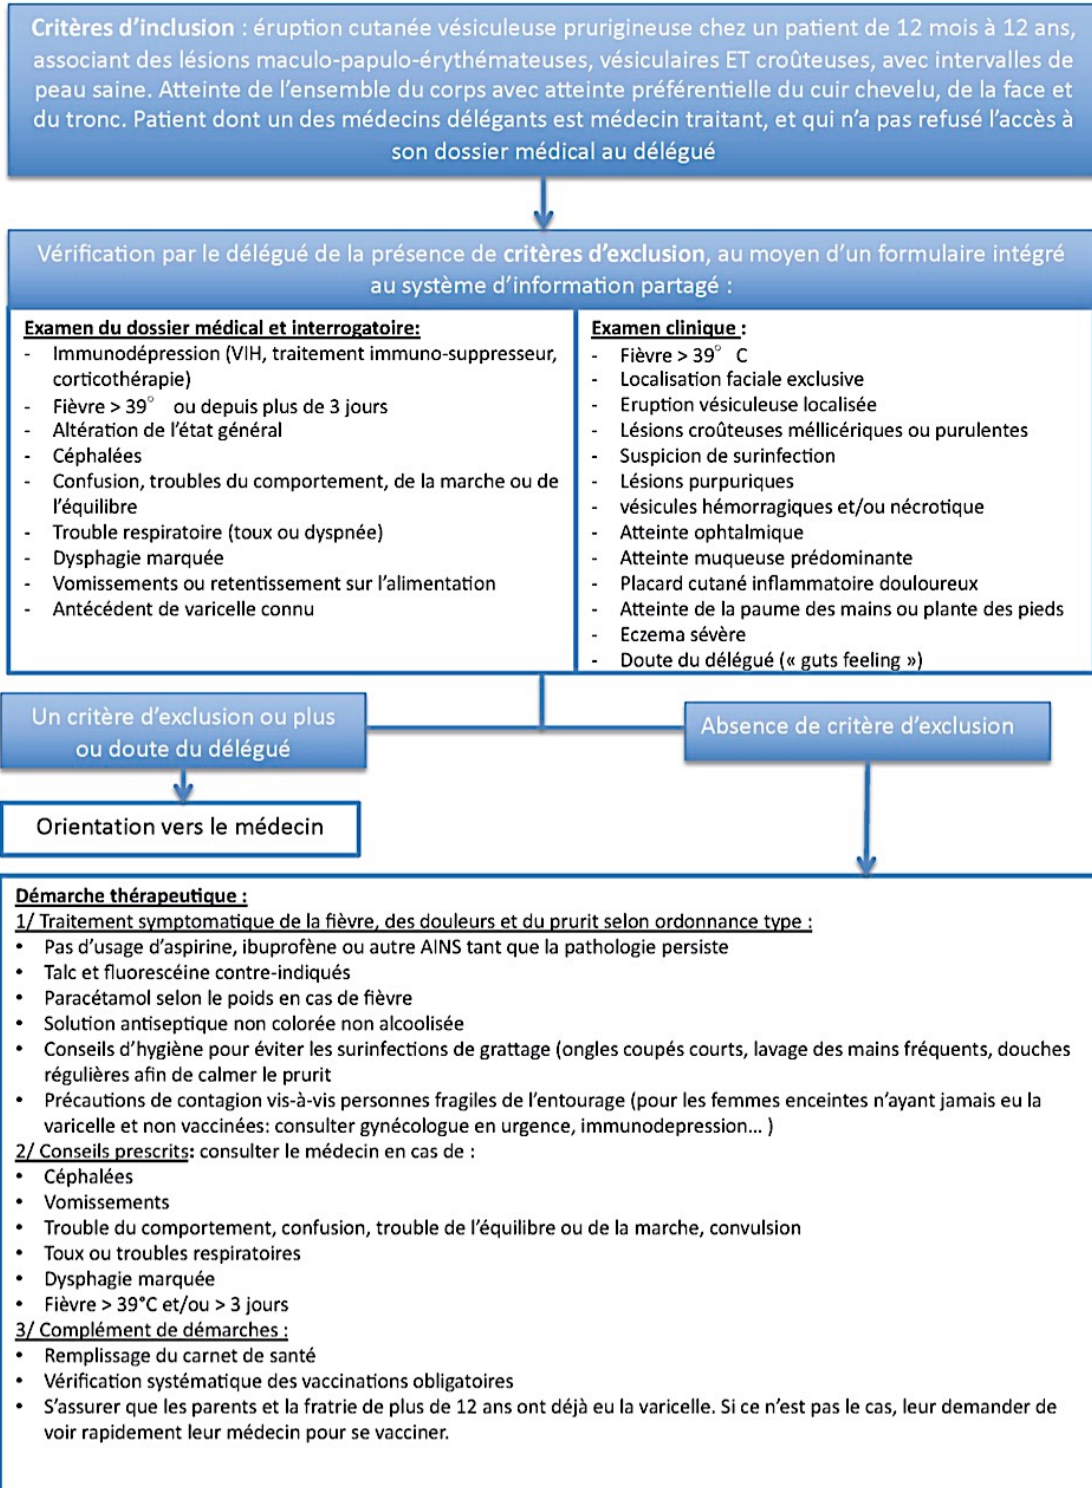 Critères d'inclusion : éruption cutanée vésiculeuse prurigineuse chez un patient de 12 mois à 12 ans,
associant des lésions maculo-papulo-érythémateuses, vésiculaires ET croûteuses, avec intervalles de
peau saine. Atteinte de l'ensemble du corps avec atteinte préférentielle du cuir chevelu, de la face et
du tronc. Patient dont un des médecins délégants est médecin traitant, et qui n'a pas refusé l'accès à
son dossier médical au délégué
Vérification par le délégué de la présence de critères d'exclusion, au moyen d'un formulaire intégré
au système d'information partagé :
Examen du dossier médical et interrogatoire:
- Immunodépression (VIH, traitement immuno-suppresseur,
corticothérapie)
- Fièvre > 39° ou depuis plus de 3 jours
- Altération de l'état général
- Céphalées
- Confusion, troubles du comportement, de la marche ou de
l'équilibre
- Trouble respiratoire (toux ou dyspnée)
- Dysphagie marquée
- Vomissements ou retentissement sur l'alimentation
- Antécédent de varicelle connu
Examen clinique :
- Fièvre > 39° C
- Localisation faciale exclusive
- Eruption vésiculeuse localisée
- Lésions croûteuses méllicériques ou purulentes
- Suspicion de surinfection
- Lésions purpuriques
- vésicules hémorragiques et/ou nécrotique
- Atteinte ophtalmique
- Atteinte muqueuse prédominante
- Placard cutané inflammatoire douloureux
- Atteinte de la paume des mains ou plante des pieds
- Eczema sévère
- Doute du délégué (« guts feeling »)
Un critère d'exclusion ou plus
ou doute du délégué
Absence de critère d'exclusion
Orientation vers le médecin
Démarche thérapeutique :
1/ Traitement symptomatique de la fièvre, des douleurs et du prurit selon ordonnance type :
• Pas d'usage d'aspirine, ibuprofène ou autre AINS tant que la pathologie persiste
• Talc et fluorescéine contre-indiqués
• Paracétamol selon le poids en cas de fièvre
• Solution antiseptique non colorée non alcoolisée
• Conseils d'hygiène pour éviter les surinfections de grattage (ongles coupés courts, lavage des mains fréquents, douches
régulières afin de calmer le prurit
• Précautions de contagion vis-à-vis personnes fragiles de l'entourage (pour les femmes enceintes n'ayant jamais eu la
varicelle et non vaccinées: consulter gynécologue en urgence, immunodepression... )
2/ Conseils prescrits: consulter le médecin en cas de :
• Céphalées
• Vomissements
• Trouble du comportement, confusion, trouble de l'équilibre ou de la marche, convulsion
• Toux ou troubles respiratoires
• Dysphagie marquée
• Fièvre > 39°C et/ou > 3 jours
3/ Complément de démarches :
• Remplissage du carnet de santé
• Vérification systématique des vaccinations obligatoires
• S'assurer que les parents et la fratrie de plus de 12 ans ont déjà eu la varicelle. Si ce n'est pas le cas, leur demander de
voir rapidement leur médecin pour se vacciner.